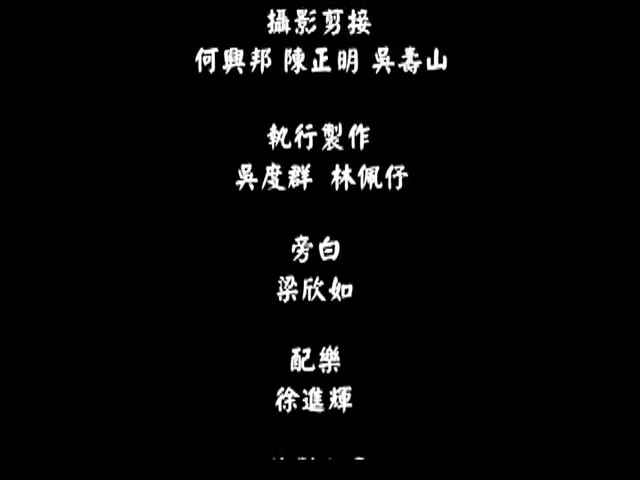 攝影剪接
何興邦 陳正明 吳壽山
執行製作
吳度群 林佩仔
旁白
梁欣如
配樂
徐進輝